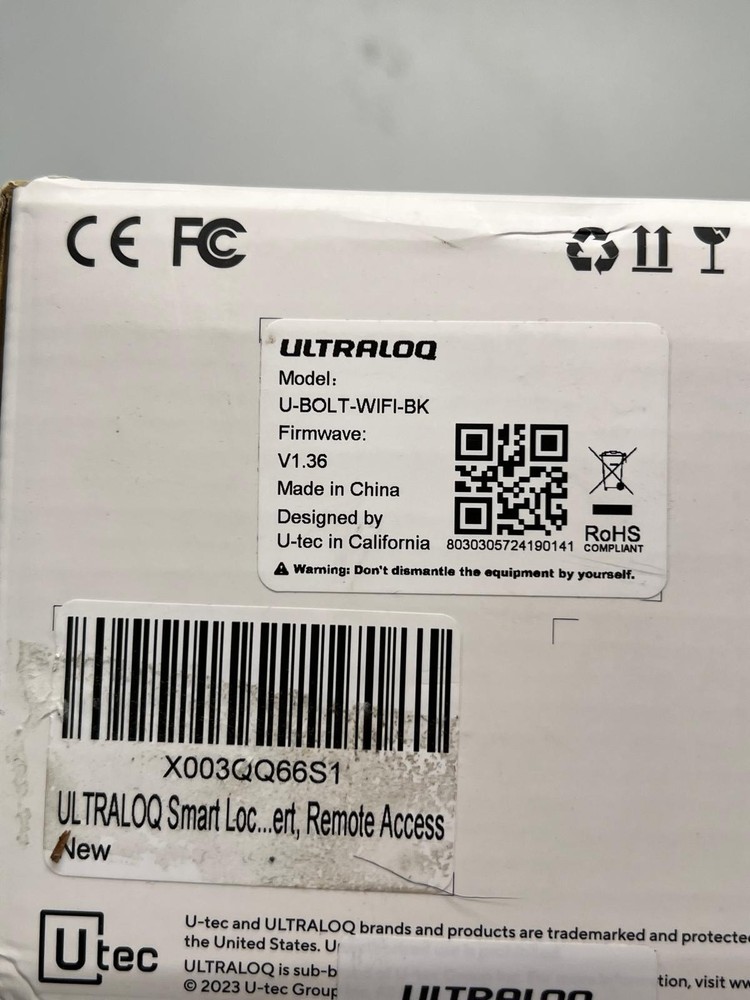 CE FC
ULTRALOQ
Model:
U-BOLT-WIFI-BK
Firmwave:
V1.36
Made in China
Designed by
U-tec in California
8030305724190141
RoHS
COMPLIANT
Warning: Don't dismantle the equipment by yourself.
X003QQ66S1
ULTRALOQ Smart Loc...ert, Remote Access
New
Utec
U-tec and ULTRALOQ brands and products are trademarked and
the United States.
ULTRALOQ is sub-b
tion, visit
© 2023 U-tec Group
ULTRALOQ